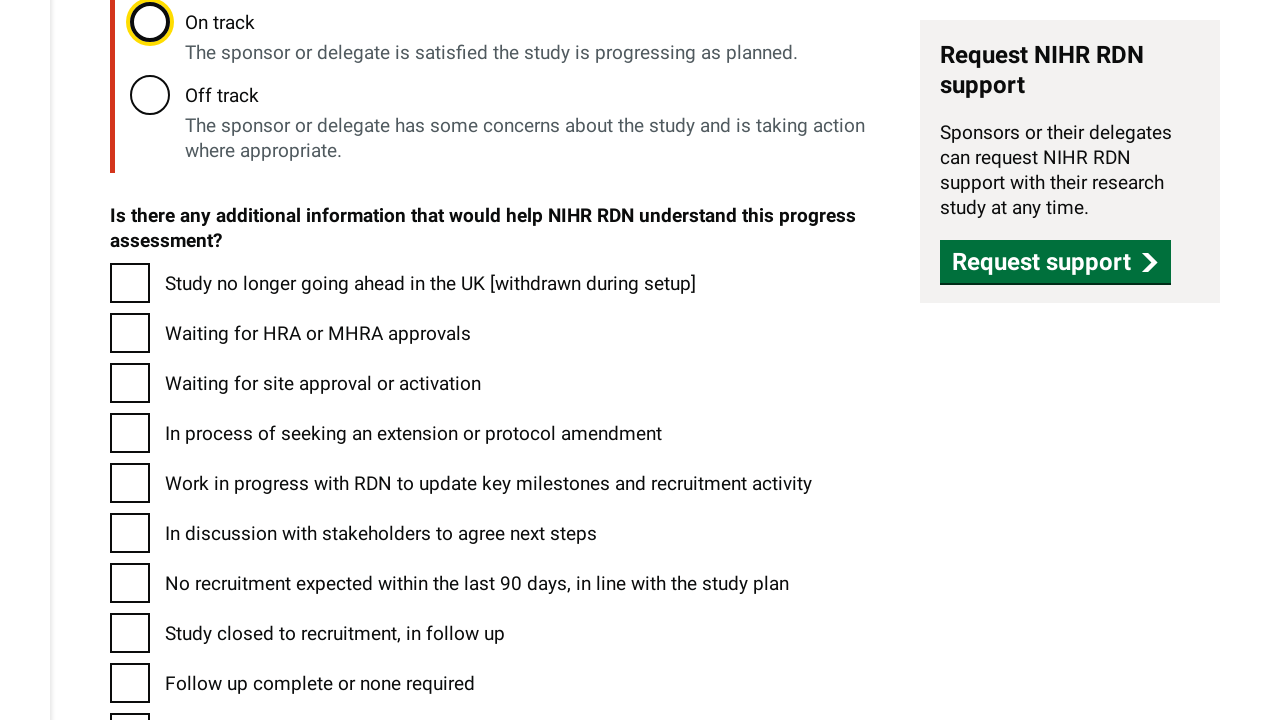 On track
The sponsor or delegate is satisfied the study is progressing as planned.
Off track
The sponsor or delegate has some concerns about the study and is taking action
where appropriate.
Is there any additional information that would help NIHR RDN understand this progress
assessment?
Study no longer going ahead in the UK [withdrawn during setup]
Waiting for HRA or MHRA approvals
Waiting for site approval or activation
In process of seeking an extension or protocol amendment
Work in progress with RDN to update key milestones and recruitment activity
In discussion with stakeholders to agree next steps
No recruitment expected within the last 90 days, in line with the study plan
Study closed to recruitment, in follow up
Follow up complete or none required
Request NIHR RDN
support
Sponsors or their delegates
can request NIHR RDN
support with their research
study at any time.
Request support